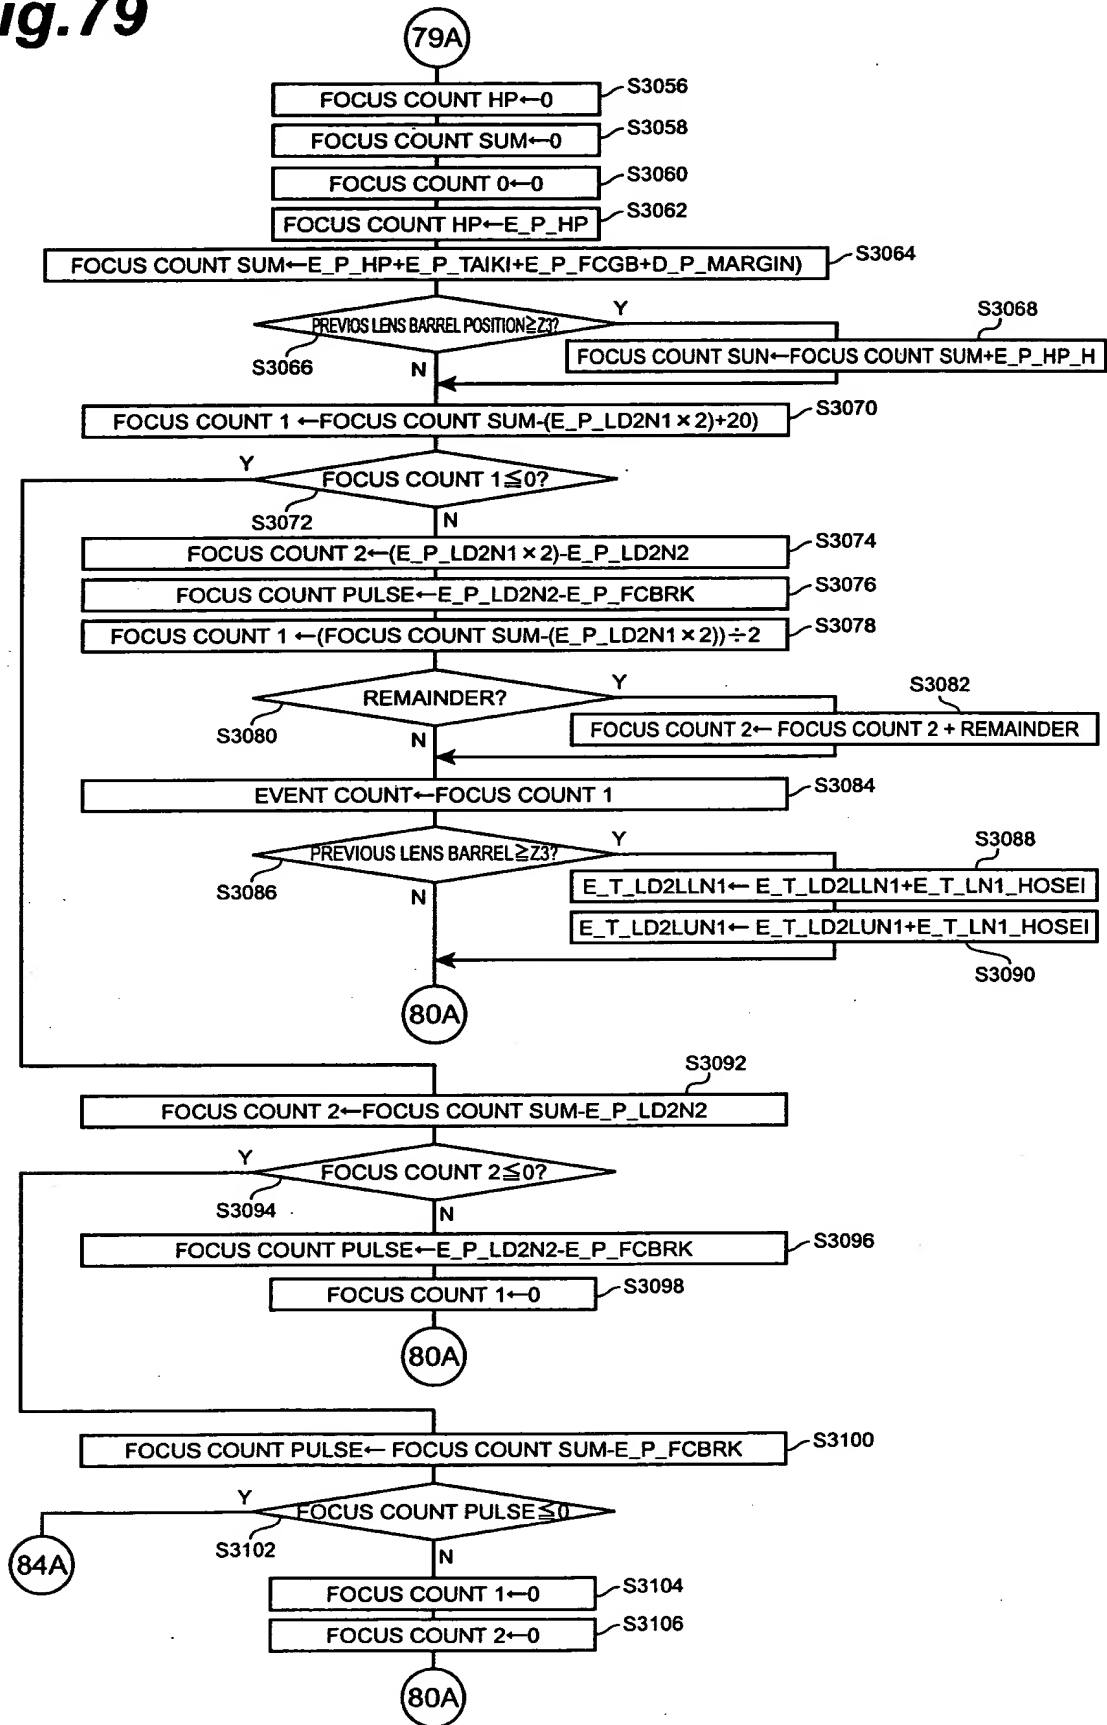 ig.79
79A
FOCUS COUNT HP←0
S3056
FOCUS COUNT SUM←0
S3058
FOCUS COUNT 0←0
S3060
FOCUS COUNT HP←E_P_HP
S3062
FOCUS COUNT SUM←E_P_HP+E_P_TAIKI+E_P_FCGB+D_P_MARGIN)
S3064
PREVIOS LENS BARREL POSITION≧Z3?
Y
S3066
N
S3068
FOCUS COUNT SUN←FOCUS COUNT SUM+E_P_HP_H
FOCUS COUNT 1 ←FOCUS COUNT SUM-(E_P_LD2N1×2)+20)
S3070
Y
FOCUS COUNT 1≦0?
S3072
N
FOCUS COUNT 2←(E_P_LD2N1×2)-E_P_LD2N2
S3074
FOCUS COUNT PULSE←E_P_LD2N2-E_P_FCBRK
S3076
FOCUS COUNT 1 ←(FOCUS COUNT SUM-(E_P_LD2N1×2))÷2
S3078
REMAINDER?
Y
S3080
N
S3082
FOCUS COUNT 2← FOCUS COUNT 2 + REMAINDER
EVENT COUNT←FOCUS COUNT 1
S3084
PREVIOUS LENS BARREL≧Z3?
Y
S3086
N
S3088
E_T_LD2LLN1← E_T_LD2LLN1+E_T_LN1_HOSEI
E_T_LD2LUN1← E_T_LD2LUN1+E_T_LN1_HOSEI
S3090
80A
S3092
FOCUS COUNT 2←FOCUS COUNT SUM-E_P_LD2N2
Y
FOCUS COUNT 2≦0?
S3094
N
FOCUS COUNT PULSE←E_P_LD2N2-E_P_FCBRK
S3096
FOCUS COUNT 1←0
S3098
80A
FOCUS COUNT PULSE← FOCUS COUNT SUM-E_P_FCBRK
S3100
Y
FOCUS COUNT PULSE≦0
S3102
N
84A
FOCUS COUNT 1←0
S3104
FOCUS COUNT 2←0
S3106
80A